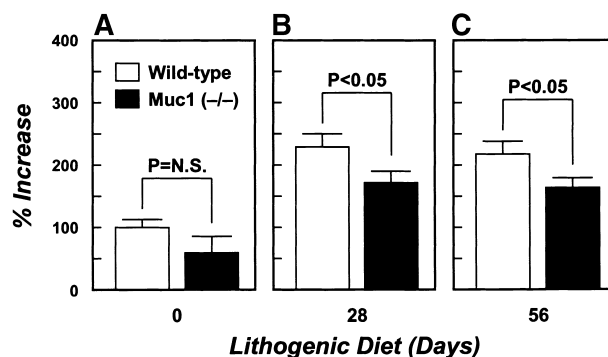 A B C
400
300
200
100
0
% Increase
Wild-type
Muc1 (–/–)
P=N.S.
P<0.05
P<0.05
0 28 56
Lithogenic Diet (Days)